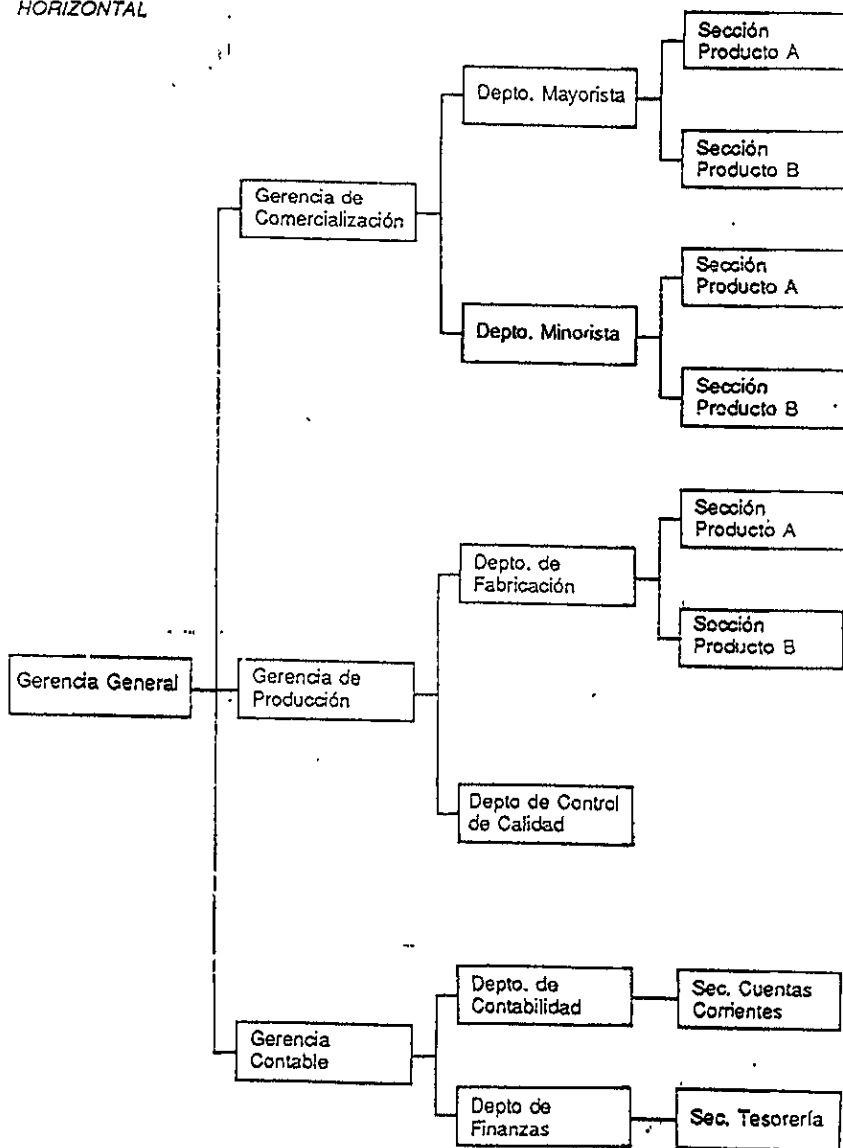 HORIZONTAL
Sección
Producto A
Depto. Mayorista
Sección
Producto B
Gerencia de
Comercialización
Sección
Producto A
Depto. Minorista
Sección
Producto B
Sección
Producto A
Depto. de
Fabricación
Sección
Producto B
Gerencia General
Gerencia de
Producción
Depto de Control
de Calidad
Depto. de
Contabilidad
Sec. Cuentas
Corrientes
Gerencia
Contable
Depto de
Finanzas
Sec. Tesorería